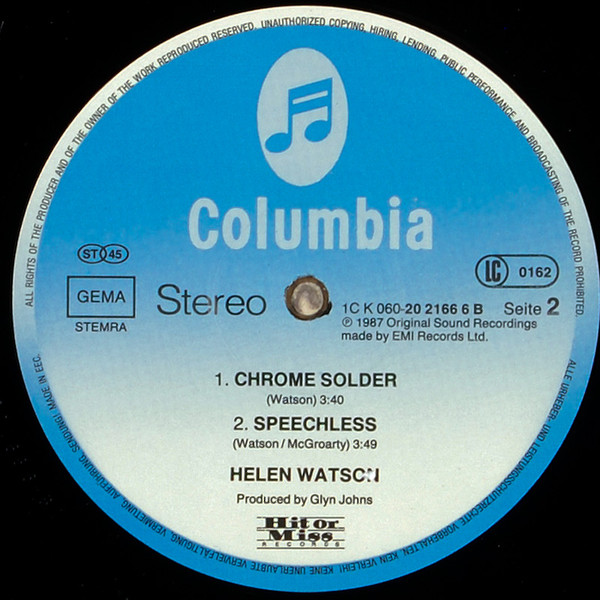 ALL RIGHTS OF THE PRODUCER AND OF THE OWNER OF THE WORK REPRODUCED RESERVED. UNAUTHORIZED COPYING, HIRING, LENDING, PUBLIC PERFORMANCE AND BROADCASTING OF THE RECORD PROHIBITED
Columbia
ST 45
LC 0162
GEMA
STEMRA
Stereo
1C K 060-20 2166 6 B Seite 2
℗ 1987 Original Sound Recordings
made by EMI Records Ltd.
1. CHROME SOLDER
(Watson) 3:40
2. SPEECHLESS
(Watson / McGroarty) 3:49
HELEN WATSON
Produced by Glyn Johns
Hit or
Miss
RECORDS
ALLE URHEBER- UND LEISTUNGSSCHUTZRECHTE VORBEHALTEN. KEIN VERLEIH! KEINE UNERLAUBTE VERVIELFÄLTIGUNG, VERMIETUNG, AUFFÜHRUNG, SENDUNG! MADE IN EEC.